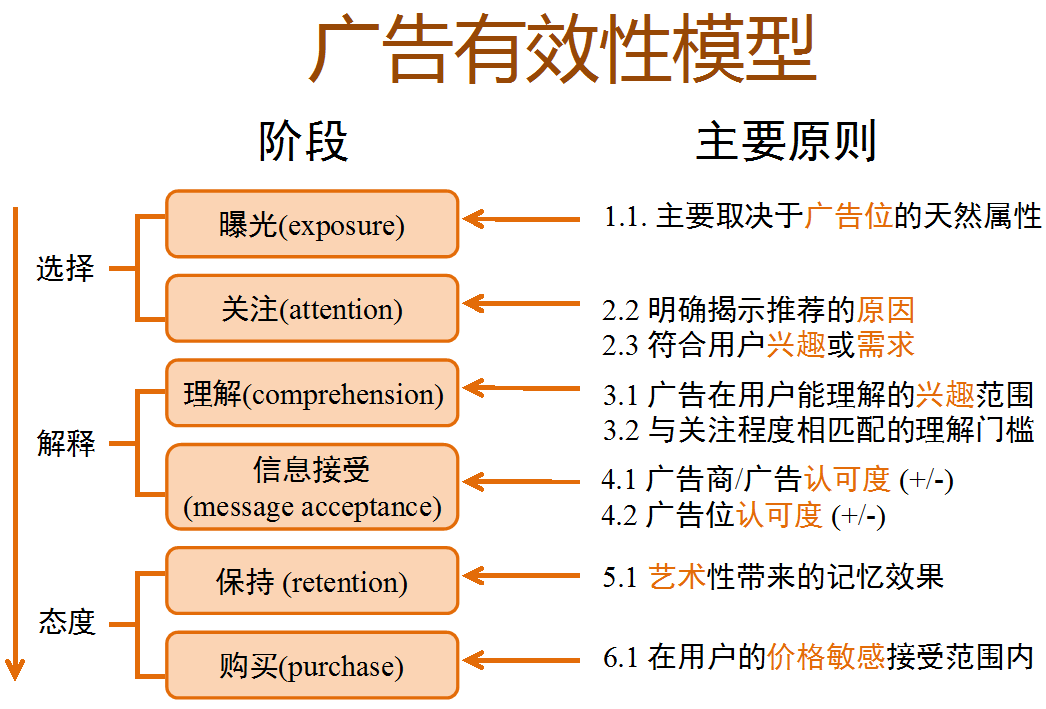 广告有效性模型
阶段
主要原则
选择
曝光(exposure)
1.1. 主要取决于广告位的天然属性
关注(attention)
2.2 明确揭示推荐的原因
2.3 符合用户兴趣或需求
解释
理解(comprehension)
3.1 广告在用户能理解的兴趣范围
3.2 与关注程度相匹配的理解门槛
信息接受
(message acceptance)
4.1 广告商/广告认可度 (+/-)
4.2 广告位认可度 (+/-)
态度
保持 (retention)
5.1 艺术性带来的记忆效果
购买(purchase)
6.1 在用户的价格敏感接受范围内